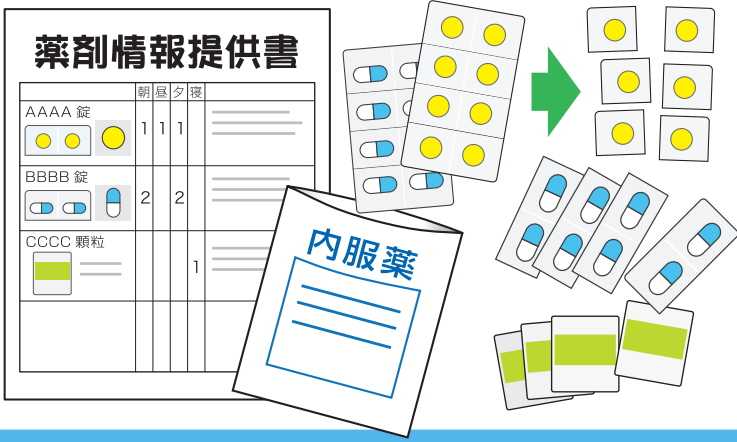 薬剤情報提供書
朝 昼 夕 寝
AAAA 錠
1 1 1
BBBB 錠
2 2
CCCC 顆粒
1
内服薬